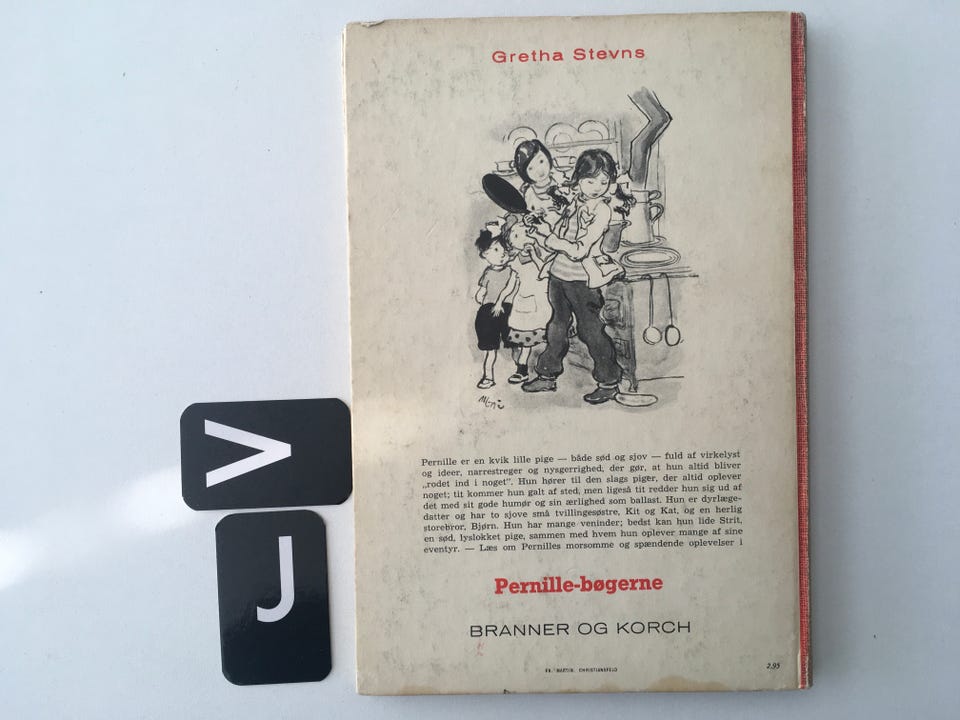 Gretha Stevns
Pernille er en kvik lille pige — både sød og sjov — fuld af virkelyst
og ideer, narrestreger og nysgerrighed, der gør, at hun altid bliver
„rodet ind i noget". Hun hører til den slags piger, der altid oplever
noget; tit kommer hun galt af sted, men ligeså tit redder hun sig ud af
det med sit gode humør og sin ærlighed som ballast. Hun er dyrlæge-
datter og har to sjove små tvillingesøstre, Kit og Kat, og en herlig
storebror, Bjørn. Hun har mange veninder; bedst kan hun lide Strit,
en sød, lyslokket pige, sammen med hvem hun oplever mange af sine
eventyr. — Læs om Pernilles morsomme og spændende oplevelser i
Pernille-bøgerne
BRANNER OG KORCH
CHRISTIANSFELD
2.95
V
J